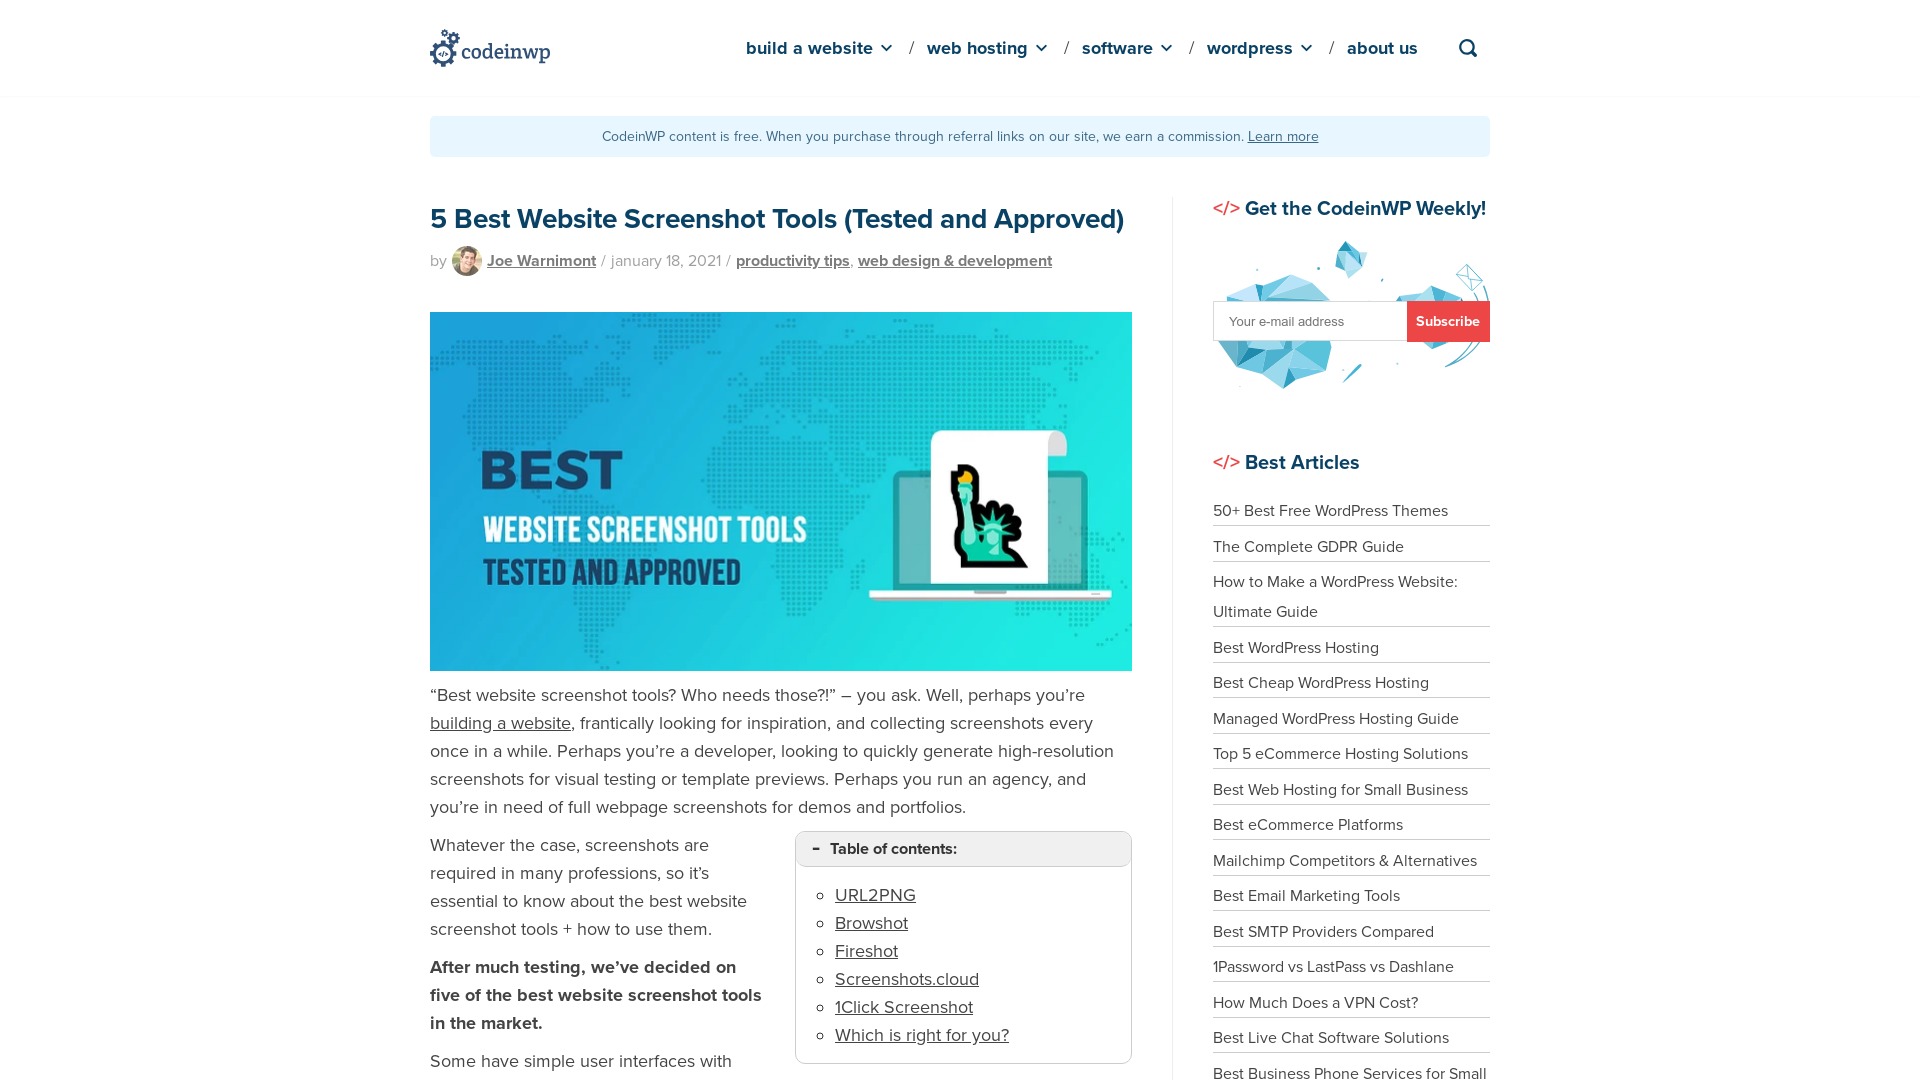 codeinwp
build a website / web hosting / software / wordpress / about us
CodeinWP content is free. When you purchase through referral links on our site, we earn a commission. Learn more
5 Best Website Screenshot Tools (Tested and Approved)
by Joe Warnimont / january 18, 2021 / productivity tips, web design & development
BEST
WEBSITE SCREENSHOT TOOLS
TESTED AND APPROVED
“Best website screenshot tools? Who needs those?!” – you ask. Well, perhaps you’re
building a website, frantically looking for inspiration, and collecting screenshots every
once in a while. Perhaps you’re a developer, looking to quickly generate high-resolution
screenshots for visual testing or template previews. Perhaps you run an agency, and
you’re in need of full webpage screenshots for demos and portfolios.
Whatever the case, screenshots are
required in many professions, so it’s
essential to know about the best website
screenshot tools + how to use them.
After much testing, we’ve decided on
five of the best website screenshot tools
in the market.
Some have simple user interfaces with
- Table of contents:
URL2PNG
Browshot
Fireshot
Screenshots.cloud
1Click Screenshot
Which is right for you?
</> Get the CodeinWP Weekly!
Your e-mail address
Subscribe
</> Best Articles
50+ Best Free WordPress Themes
The Complete GDPR Guide
How to Make a WordPress Website:
Ultimate Guide
Best WordPress Hosting
Best Cheap WordPress Hosting
Managed WordPress Hosting Guide
Top 5 eCommerce Hosting Solutions
Best Web Hosting for Small Business
Best eCommerce Platforms
Mailchimp Competitors & Alternatives
Best Email Marketing Tools
Best SMTP Providers Compared
1Password vs LastPass vs Dashlane
How Much Does a VPN Cost?
Best Live Chat Software Solutions
Best Business Phone Services for Small